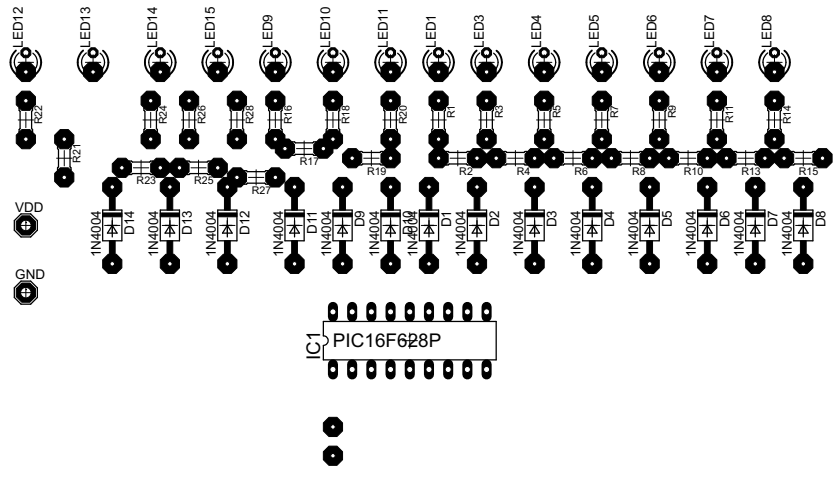 LED12
LED13
LED14
LED15
LED9
LED10
LED11
LED1
LED3
LED4
LED5
LED6
LED7
LED8
R22
R24
R26
R28
R16
R18
R20
R1
R3
R5
R7
R9
R11
R14
R21
R23
R25
R27
R17
R19
R2
R4
R6
R8
R10
R13
R15
VDD
GND
1N4004
D14
1N4004
D13
1N4004
D12
1N4004
D11
1N4004
D9
1N4004
D10
1N4004
D1
1N4004
D2
1N4004
D3
1N4004
D4
1N4004
D5
1N4004
D6
1N4004
D7
1N4004
D8
IC1
PIC16F628P